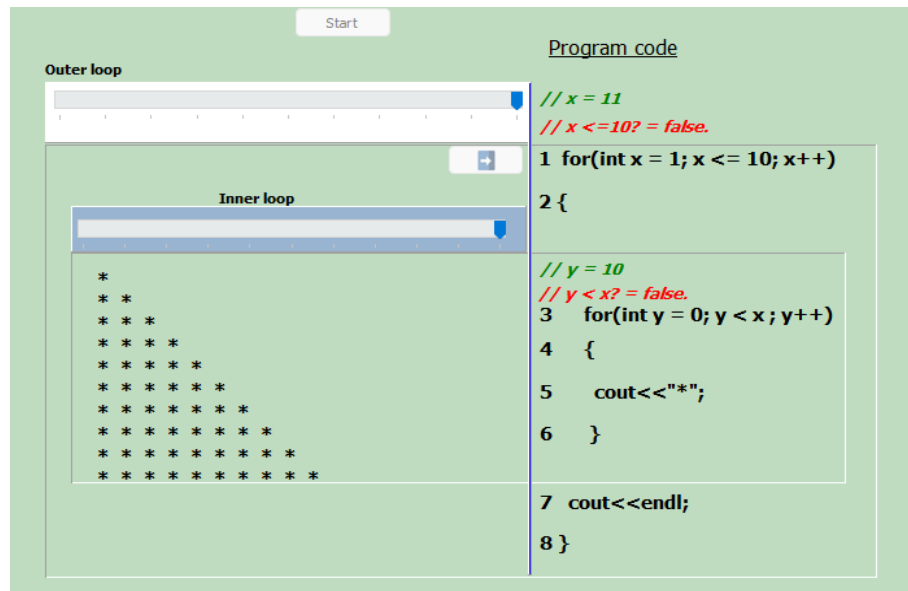 Start
Program code
Outer loop
// x = 11
// x <=10? = false.
1 for(int x = 1; x <= 10; x++)
Inner loop
2 {
// y = 10
// y < x? = false.
*
* *
* * *
* * * *
* * * * *
* * * * * *
* * * * * * *
* * * * * * * *
* * * * * * * * *
* * * * * * * * * *
3 for(int y = 0; y < x ; y++)
4 {
5 cout<<"*";
6 }
7 cout<<endl;
8 }